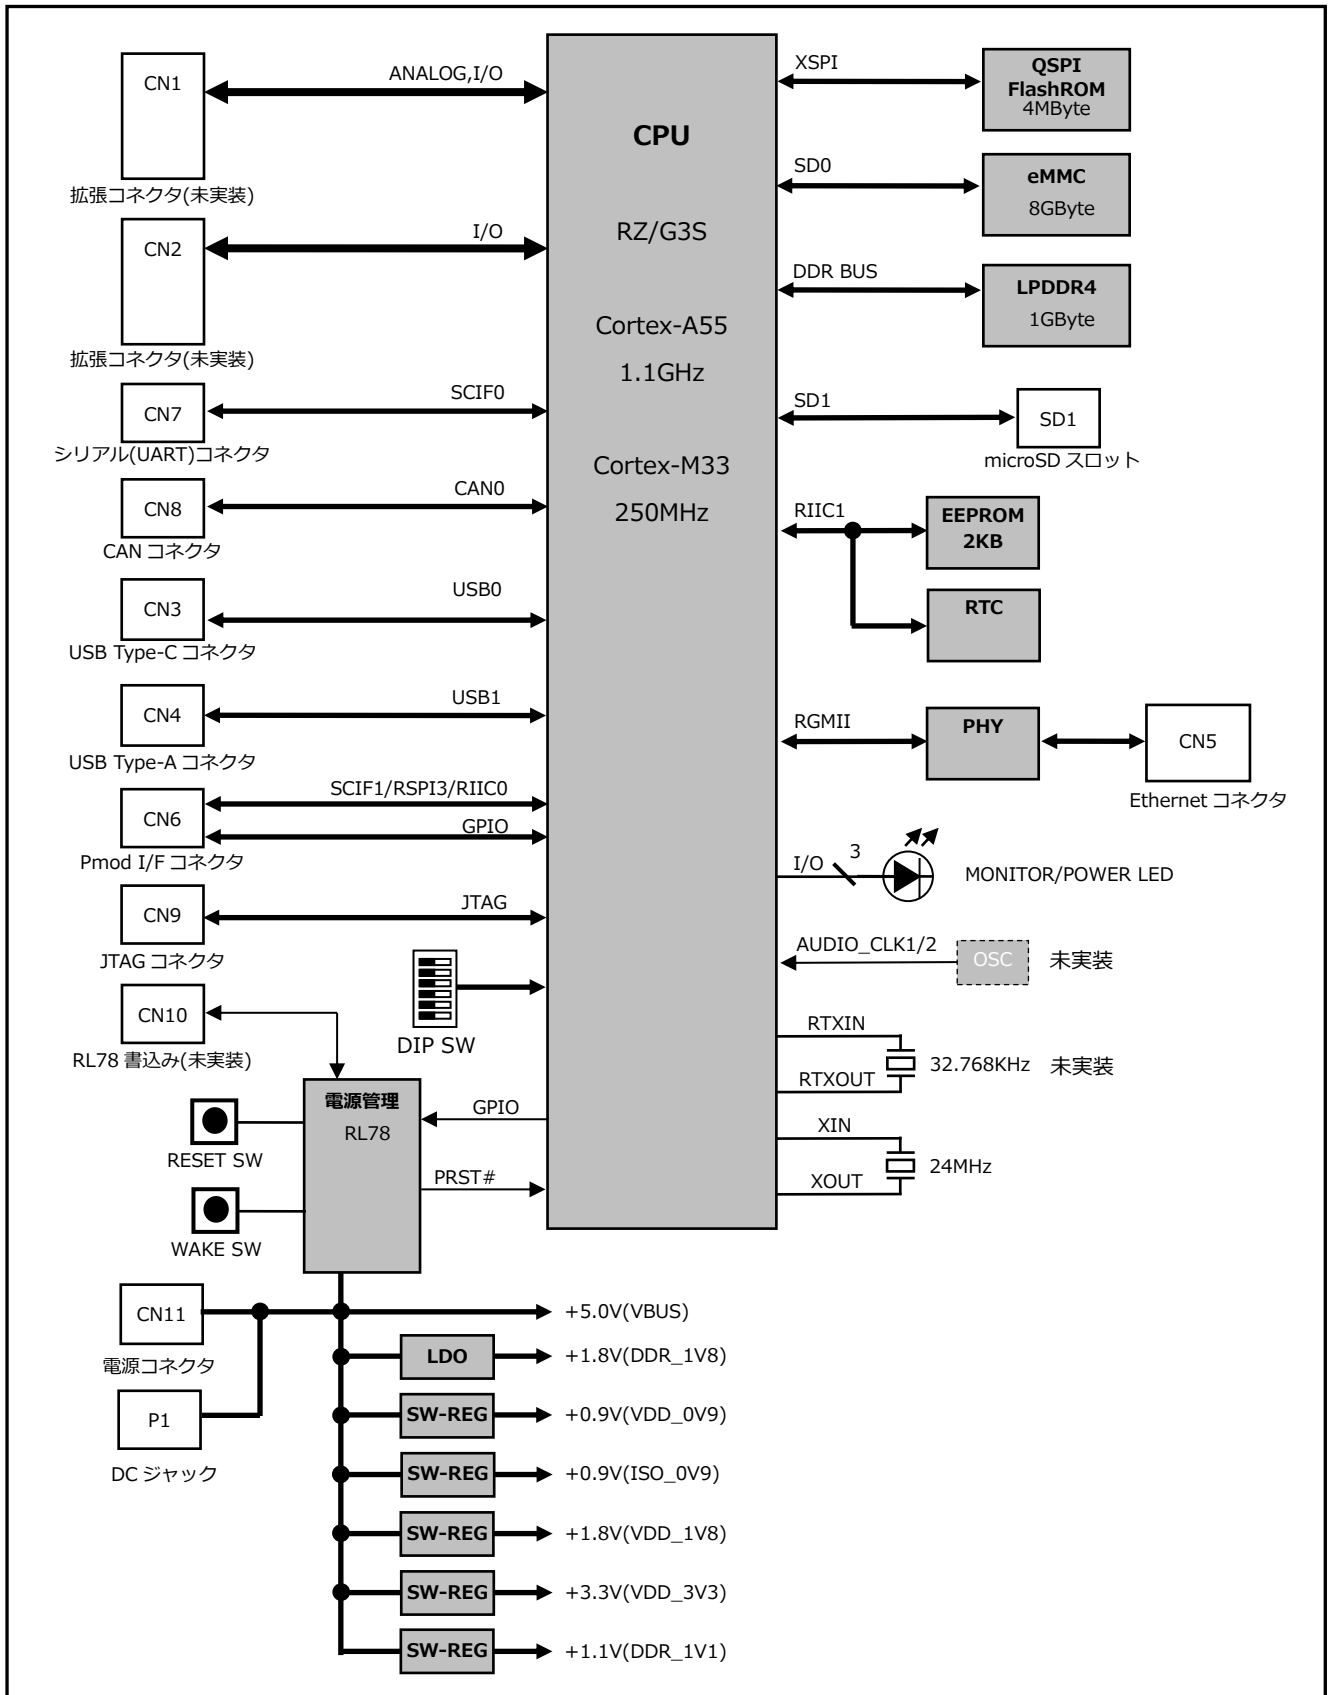 CN1
ANALOG,I/O
拡張コネクタ(未実装)
CN2
I/O
拡張コネクタ(未実装)
CN7
SCIF0
シリアル(UART)コネクタ
CN8
CAN0
CAN コネクタ
CN3
USB0
USB Type-C コネクタ
CN4
USB1
USB Type-A コネクタ
CN6
SCIF1/RSPI3/RIIC0
GPIO
Pmod I/F コネクタ
CN9
JTAG
JTAG コネクタ
CN10
RL78 書込み(未実装)
DIP SW
CPU
RZ/G3S
Cortex-A55
1.1GHz
Cortex-M33
250MHz
XSPI
QSPI
FlashROM
4MByte
SD0
eMMC
8GByte
DDR BUS
LPDDR4
1GByte
SD1
SD1
microSD スロット
RIIC1
EEPROM
2KB
RTC
RGMII
PHY
CN5
Ethernet コネクタ
I/O
3
MONITOR/POWER LED
AUDIO_CLK1/2
OSC
未実装
RTXIN
32.768KHz
未実装
RTXOUT
XIN
24MHz
XOUT
電源管理
RL78
GPIO
PRST#
RESET SW
WAKE SW
CN11
電源コネクタ
P1
DC ジャック
+5.0V(VBUS)
LDO
+1.8V(DDR_1V8)
SW-REG
+0.9V(VDD_0V9)
SW-REG
+0.9V(ISO_0V9)
SW-REG
+1.8V(VDD_1V8)
SW-REG
+3.3V(VDD_3V3)
SW-REG
+1.1V(DDR_1V1)